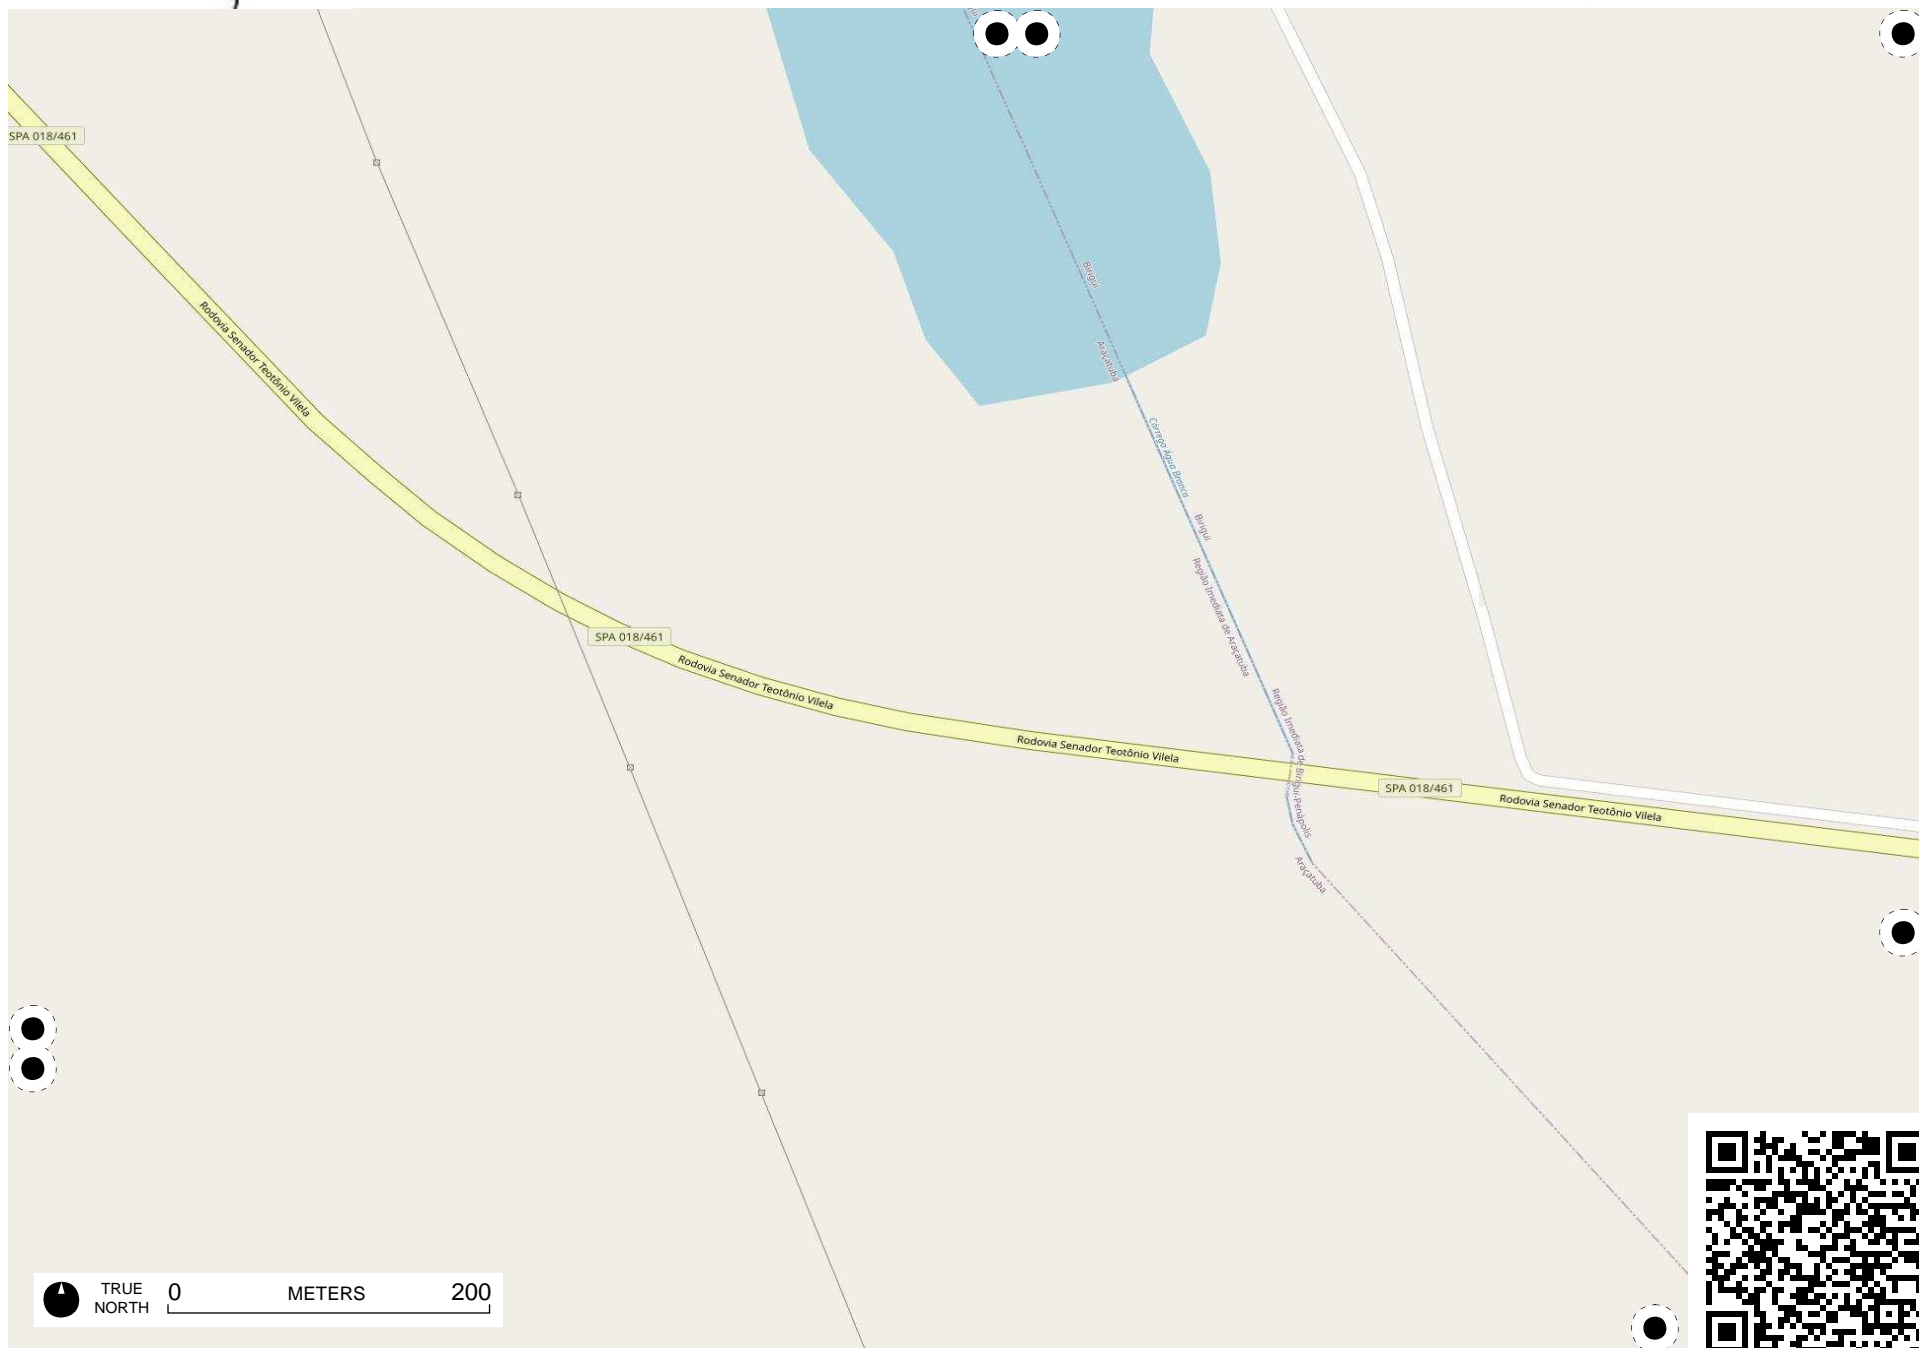 SPA 018/461
Rodovia Senador Teotônio Vilela
Birigui
Araçatuba
Córrego Água Branca
Birigui
Região Imediata de Araçatuba
SPA 018/461
Rodovia Senador Teotônio Vilela
Região Imediata de Birigui-Penápolis
Rodovia Senador Teotônio Vilela
SPA 018/461
Rodovia Senador Teotônio Vilela
Araçatuba
TRUE NORTH
0 METERS 200